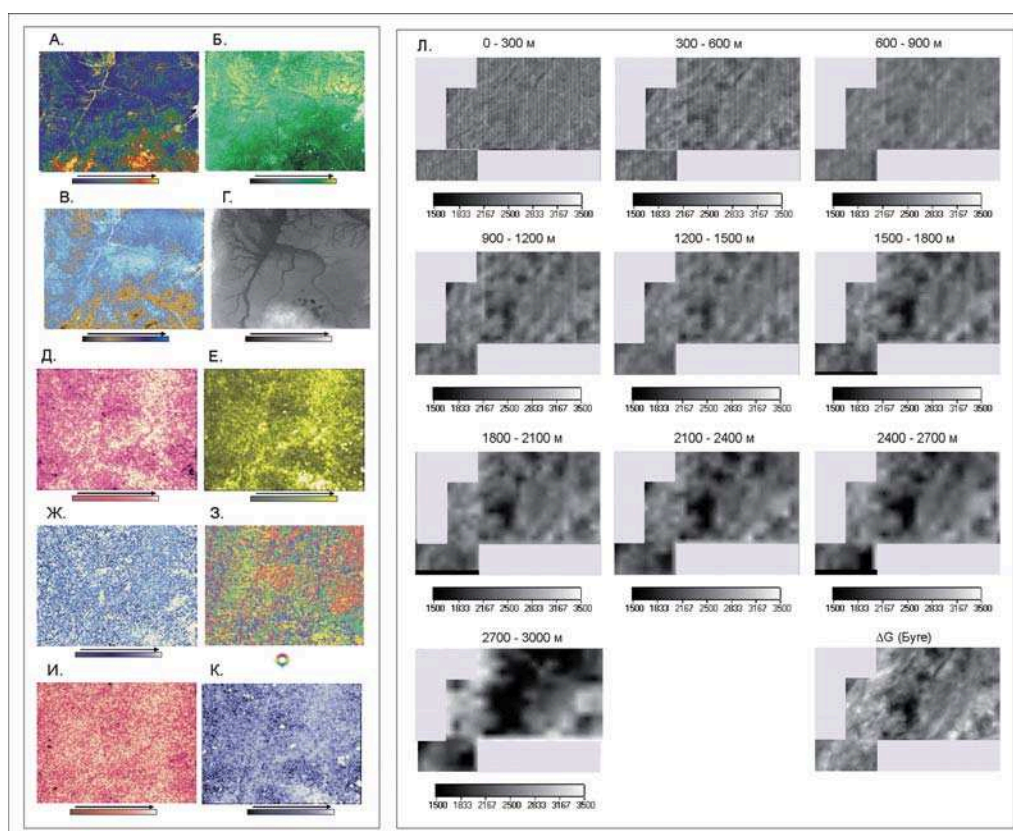 А.
Б.
В.
Г.
Д.
Е.
Ж.
З.
И.
К.
Л.
0 - 300 м
300 - 600 м
600 - 900 м
1500 1833 2167 2500 2833 3167 3500
1500 1833 2167 2500 2833 3167 3500
1500 1833 2167 2500 2833 3167 3500
900 - 1200 м
1200 - 1500 м
1500 - 1800 м
1500 1833 2167 2500 2833 3167 3500
1500 1833 2167 2500 2833 3167 3500
1500 1833 2167 2500 2833 3167 3500
1800 - 2100 м
2100 - 2400 м
2400 - 2700 м
1500 1833 2167 2500 2833 3167 3500
1500 1833 2167 2500 2833 3167 3500
1500 1833 2167 2500 2833 3167 3500
2700 - 3000 м
ΔG (Буге)
1500 1833 2167 2500 2833 3167 3500